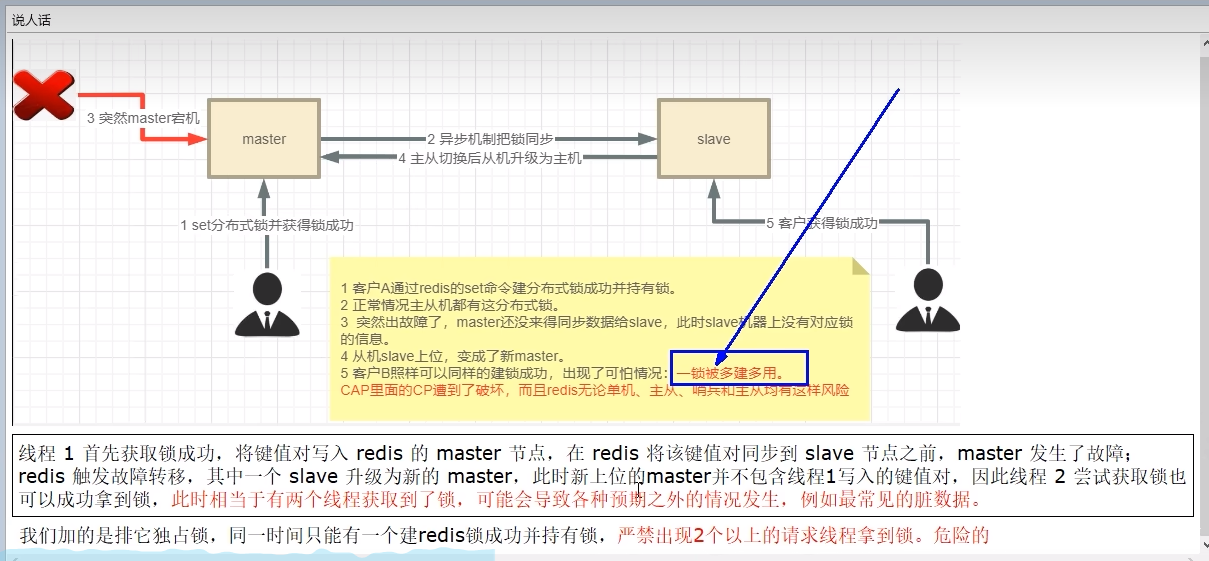 说人话
3 突然master宕机
master
2 异步机制把锁同步
4 主从切换后从机升级为主机
slave
1 set分布式锁并获得锁成功
5 客户获得锁成功
1 客户A通过redis的set命令建分布式锁成功并持有锁。
2 正常情况主从机都有这分布式锁。
3 突然出故障了，master还没来得同步数据给slave，此时slave机器上没有对应锁
的信息。
4 从机slave上位，变成了新master。
5 客户B照样可以同样的建锁成功，出现了可怕情况：一锁被多建多用。
CAP里面的CP遭到了破坏，而且redis无论单机、主从、哨兵和主从均有这样风险
线程 1 首先获取锁成功，将键值对写入 redis 的 master 节点，在 redis 将该键值对同步到 slave 节点之前，master 发生了故障；
redis 触发故障转移，其中一个 slave 升级为新的 master，此时新上位的master并不包含线程1写入的键值对，因此线程 2 尝试获取锁也
可以成功拿到锁，此时相当于有两个线程获取到了锁，可能会导致各种预期之外的情况发生，例如最常见的脏数据。
我们加的是排它独占锁，同一时间只能有一个建redis锁成功并持有锁，严禁出现2个以上的请求线程拿到锁。危险的